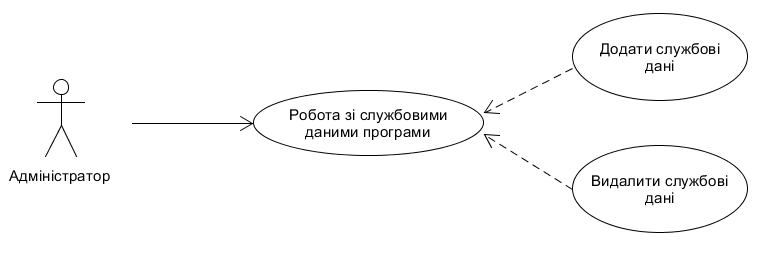 Додати службові
дані
Робота зі службовими
даними програми
Адміністратор
Видалити службові
дані